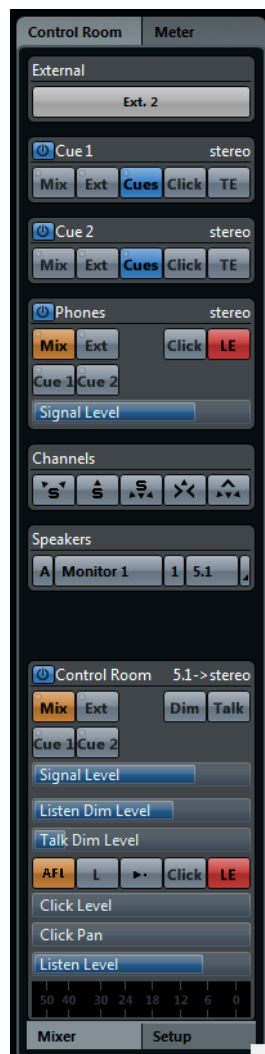 Control Room Meter
External
Ext. 2
Cue 1 stereo
Mix Ext Cues Click TE
Cue 2 stereo
Mix Ext Cues Click TE
Phones stereo
Mix Ext Click LE
Cue 1 Cue 2
Signal Level
Channels
S S S
Speakers
A Monitor 1 1 5.1
Control Room 5.1->stereo
Mix Ext Dim Talk
Cue 1 Cue 2
Signal Level
Listen Dim Level
Talk Dim Level
AFL L Click LE
Click Level
Click Pan
Listen Level
50 40 30 24 18 12 6 0
Mixer Setup